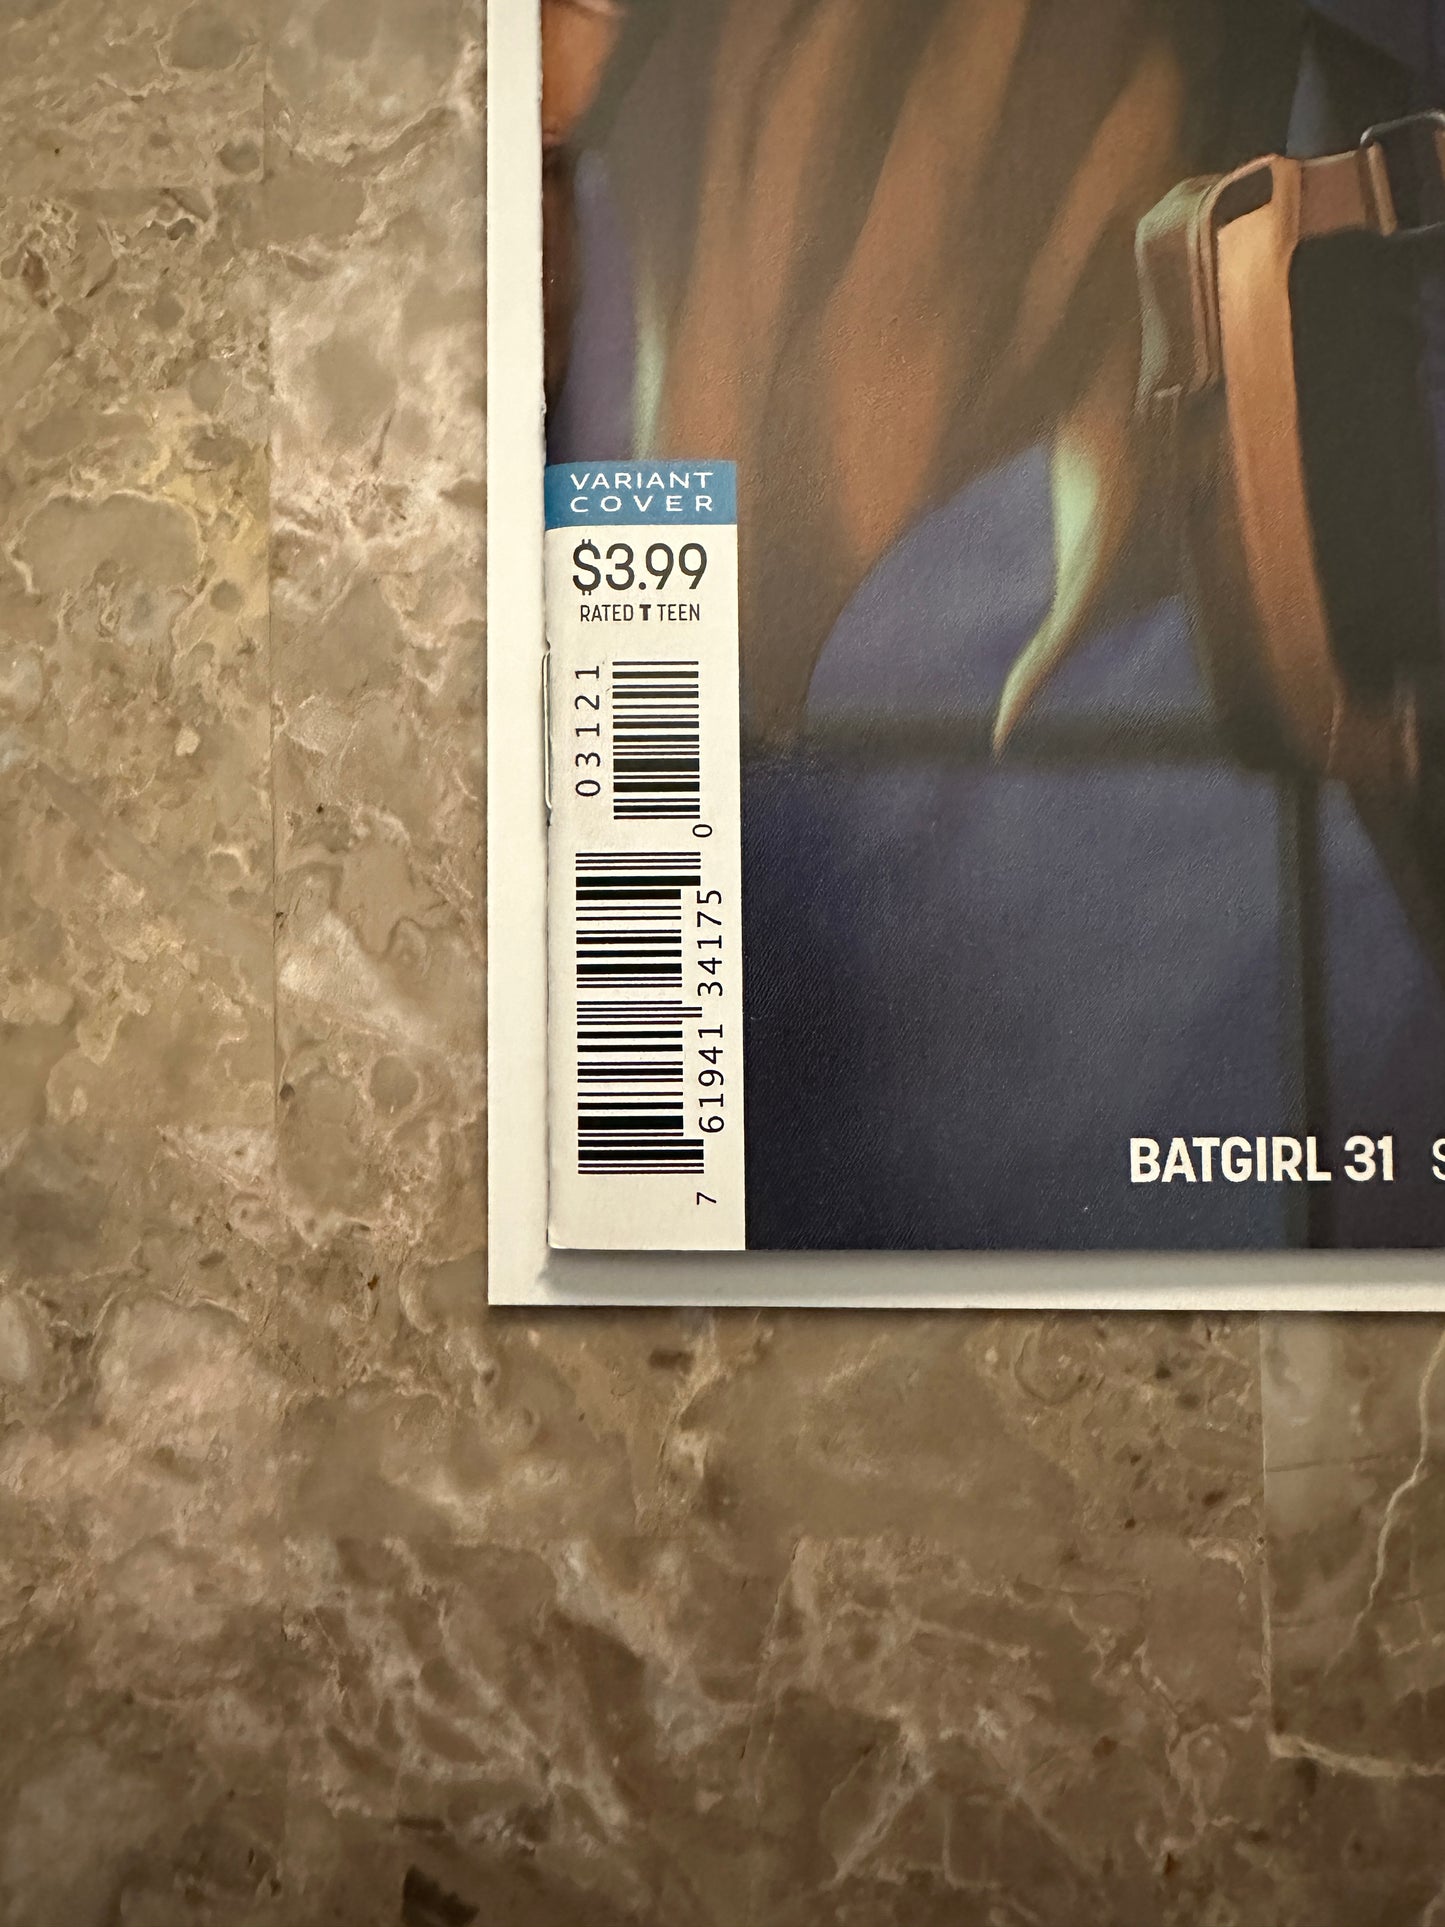 VARIANT
COVER
$3.99
RATED T TEEN
03121
7 61941 34175 0
BATGIRL 31 S